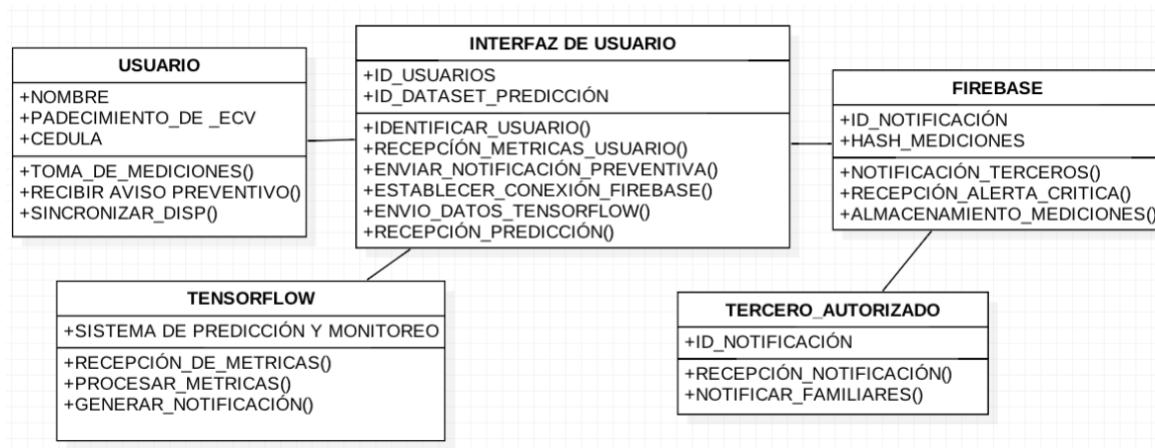 USUARIO
+NOMBRE
+PADECIMIENTO_DE _ECV
+CEDULA
+TOMA_DE_MEDICIONES()
+RECIBIR AVISO PREVENTIVO()
+SINCRONIZAR_DISP()
INTERFAZ DE USUARIO
+ID_USUARIOS
+ID_DATASET_PREDICCIÓN
+IDENTIFICAR_USUARIO()
+RECEPCÍÓN_METRICAS_USUARIO()
+ENVIAR_NOTIFICACIÓN_PREVENTIVA()
+ESTABLECER_CONEXIÓN_FIREBASE()
+ENVIO_DATOS_TENSORFLOW()
+RECEPCIÓN_PREDICCIÓN()
FIREBASE
+ID_NOTIFICACIÓN
+HASH_MEDICIONES
+NOTIFICACIÓN_TERCEROS()
+RECEPCIÓN_ALERTA_CRITICA()
+ALMACENAMIENTO_MEDICIONES()
TENSORFLOW
+SISTEMA DE PREDICCIÓN Y MONITOREO
+RECEPCIÓN_DE_METRICAS()
+PROCESAR_METRICAS()
+GENERAR_NOTIFICACIÓN()
TERCERO_AUTORIZADO
+ID_NOTIFICACIÓN
+RECEPCIÓN_NOTIFICACIÓN()
+NOTIFICAR_FAMILIARES()